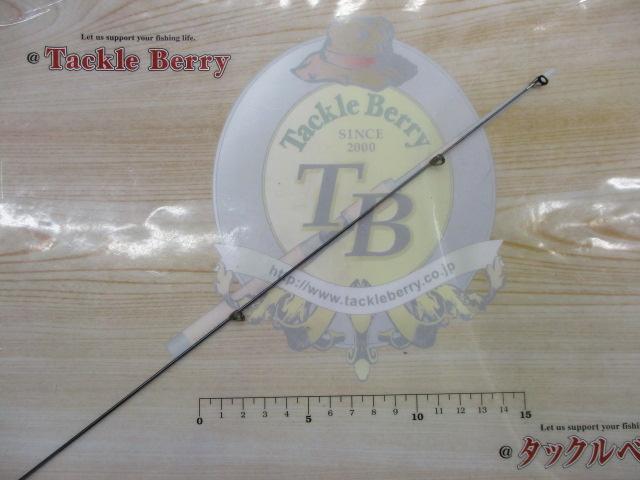 Let us support your fishing life.
@ Tackle Berry
Tackle Berry
SINCE
2000
TB
http://www.tackleberry.co.jp
0 1 2 3 4 5 6 7 8 9 10 11 12 13 14 15
Let us support your fishi
@ タックルベ